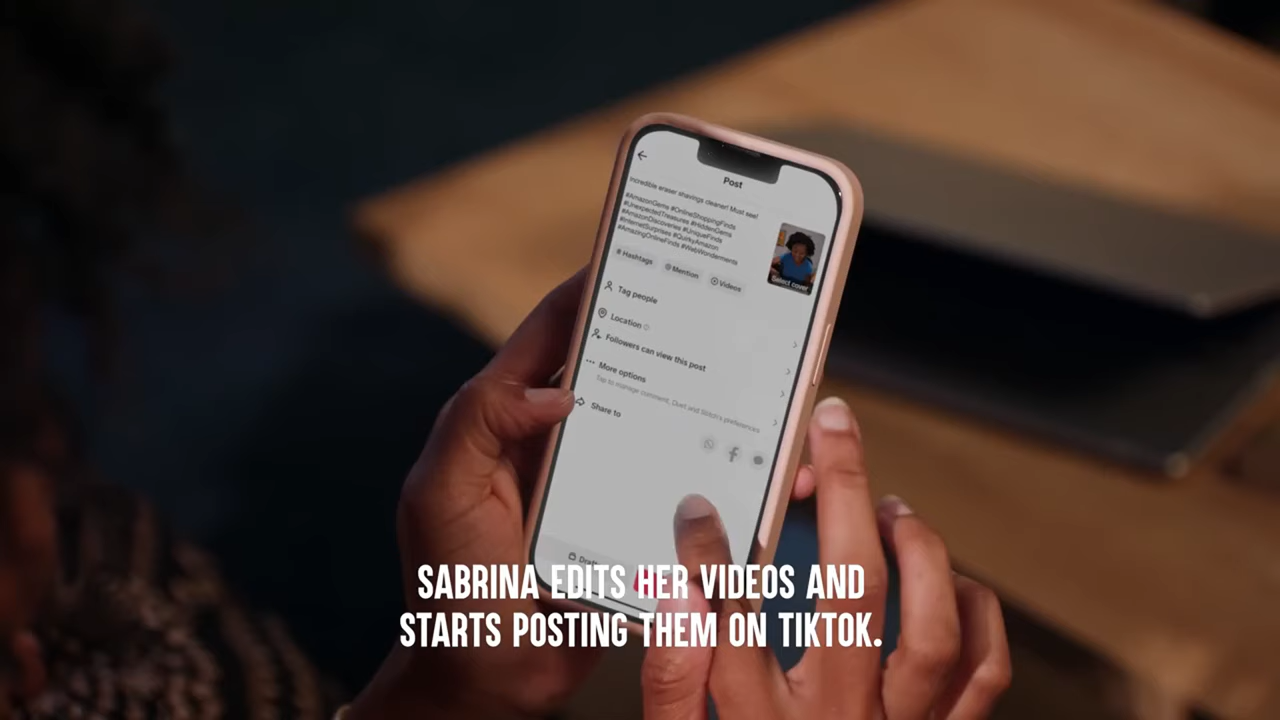 Post
Incredible eraser shavings cleaner! Must see!
#AmazonGems #OnlineShoppingFinds
#UnexpectedTreasures #HiddenGems
#AmazonDiscoveries #UniqueFinds
#InternetSurprises #QuirkyAmazon
#AmazingOnlineFinds #WebWonderments
Select cover
# Hashtags
@ Mention
Videos
Tag people
Location
Followers can view this post
More options
Tap to manage comment, Duet and Stitch preferences
Share to
SABRINA EDITS HER VIDEOS AND
STARTS POSTING THEM ON TIKTOK.